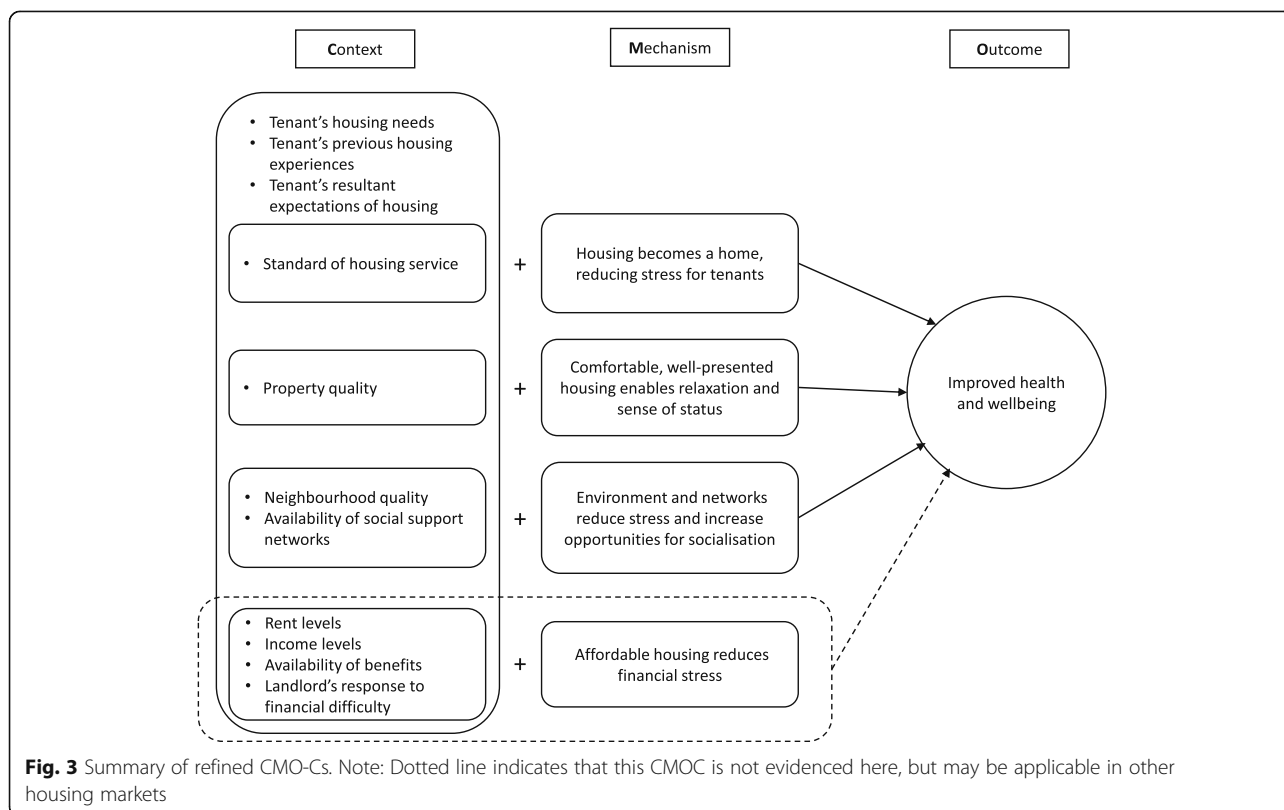 Context
Mechanism
Outcome
• Tenant's housing needs
• Tenant's previous housing
experiences
• Tenant's resultant
expectations of housing
• Standard of housing service
+
Housing becomes a home,
reducing stress for tenants
• Property quality
+
Comfortable, well-presented
housing enables relaxation and
sense of status
• Neighbourhood quality
• Availability of social support
networks
+
Environment and networks
reduce stress and increase
opportunities for socialisation
• Rent levels
• Income levels
• Availability of benefits
• Landlord's response to
financial difficulty
+
Affordable housing reduces
financial stress
Improved health
and wellbeing
Fig. 3 Summary of refined CMO-Cs. Note: Dotted line indicates that this CMOC is not evidenced here, but may be applicable in other
housing markets